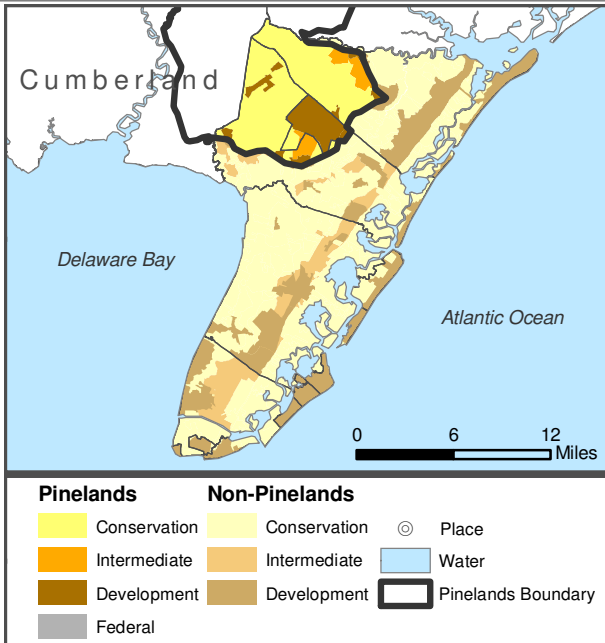 Cumberland
Delaware Bay
Atlantic Ocean
0 6 12
Miles
Pinelands Non-Pinelands
Conservation Conservation Place
Intermediate Intermediate Water
Development Development Pinelands Boundary
Federal